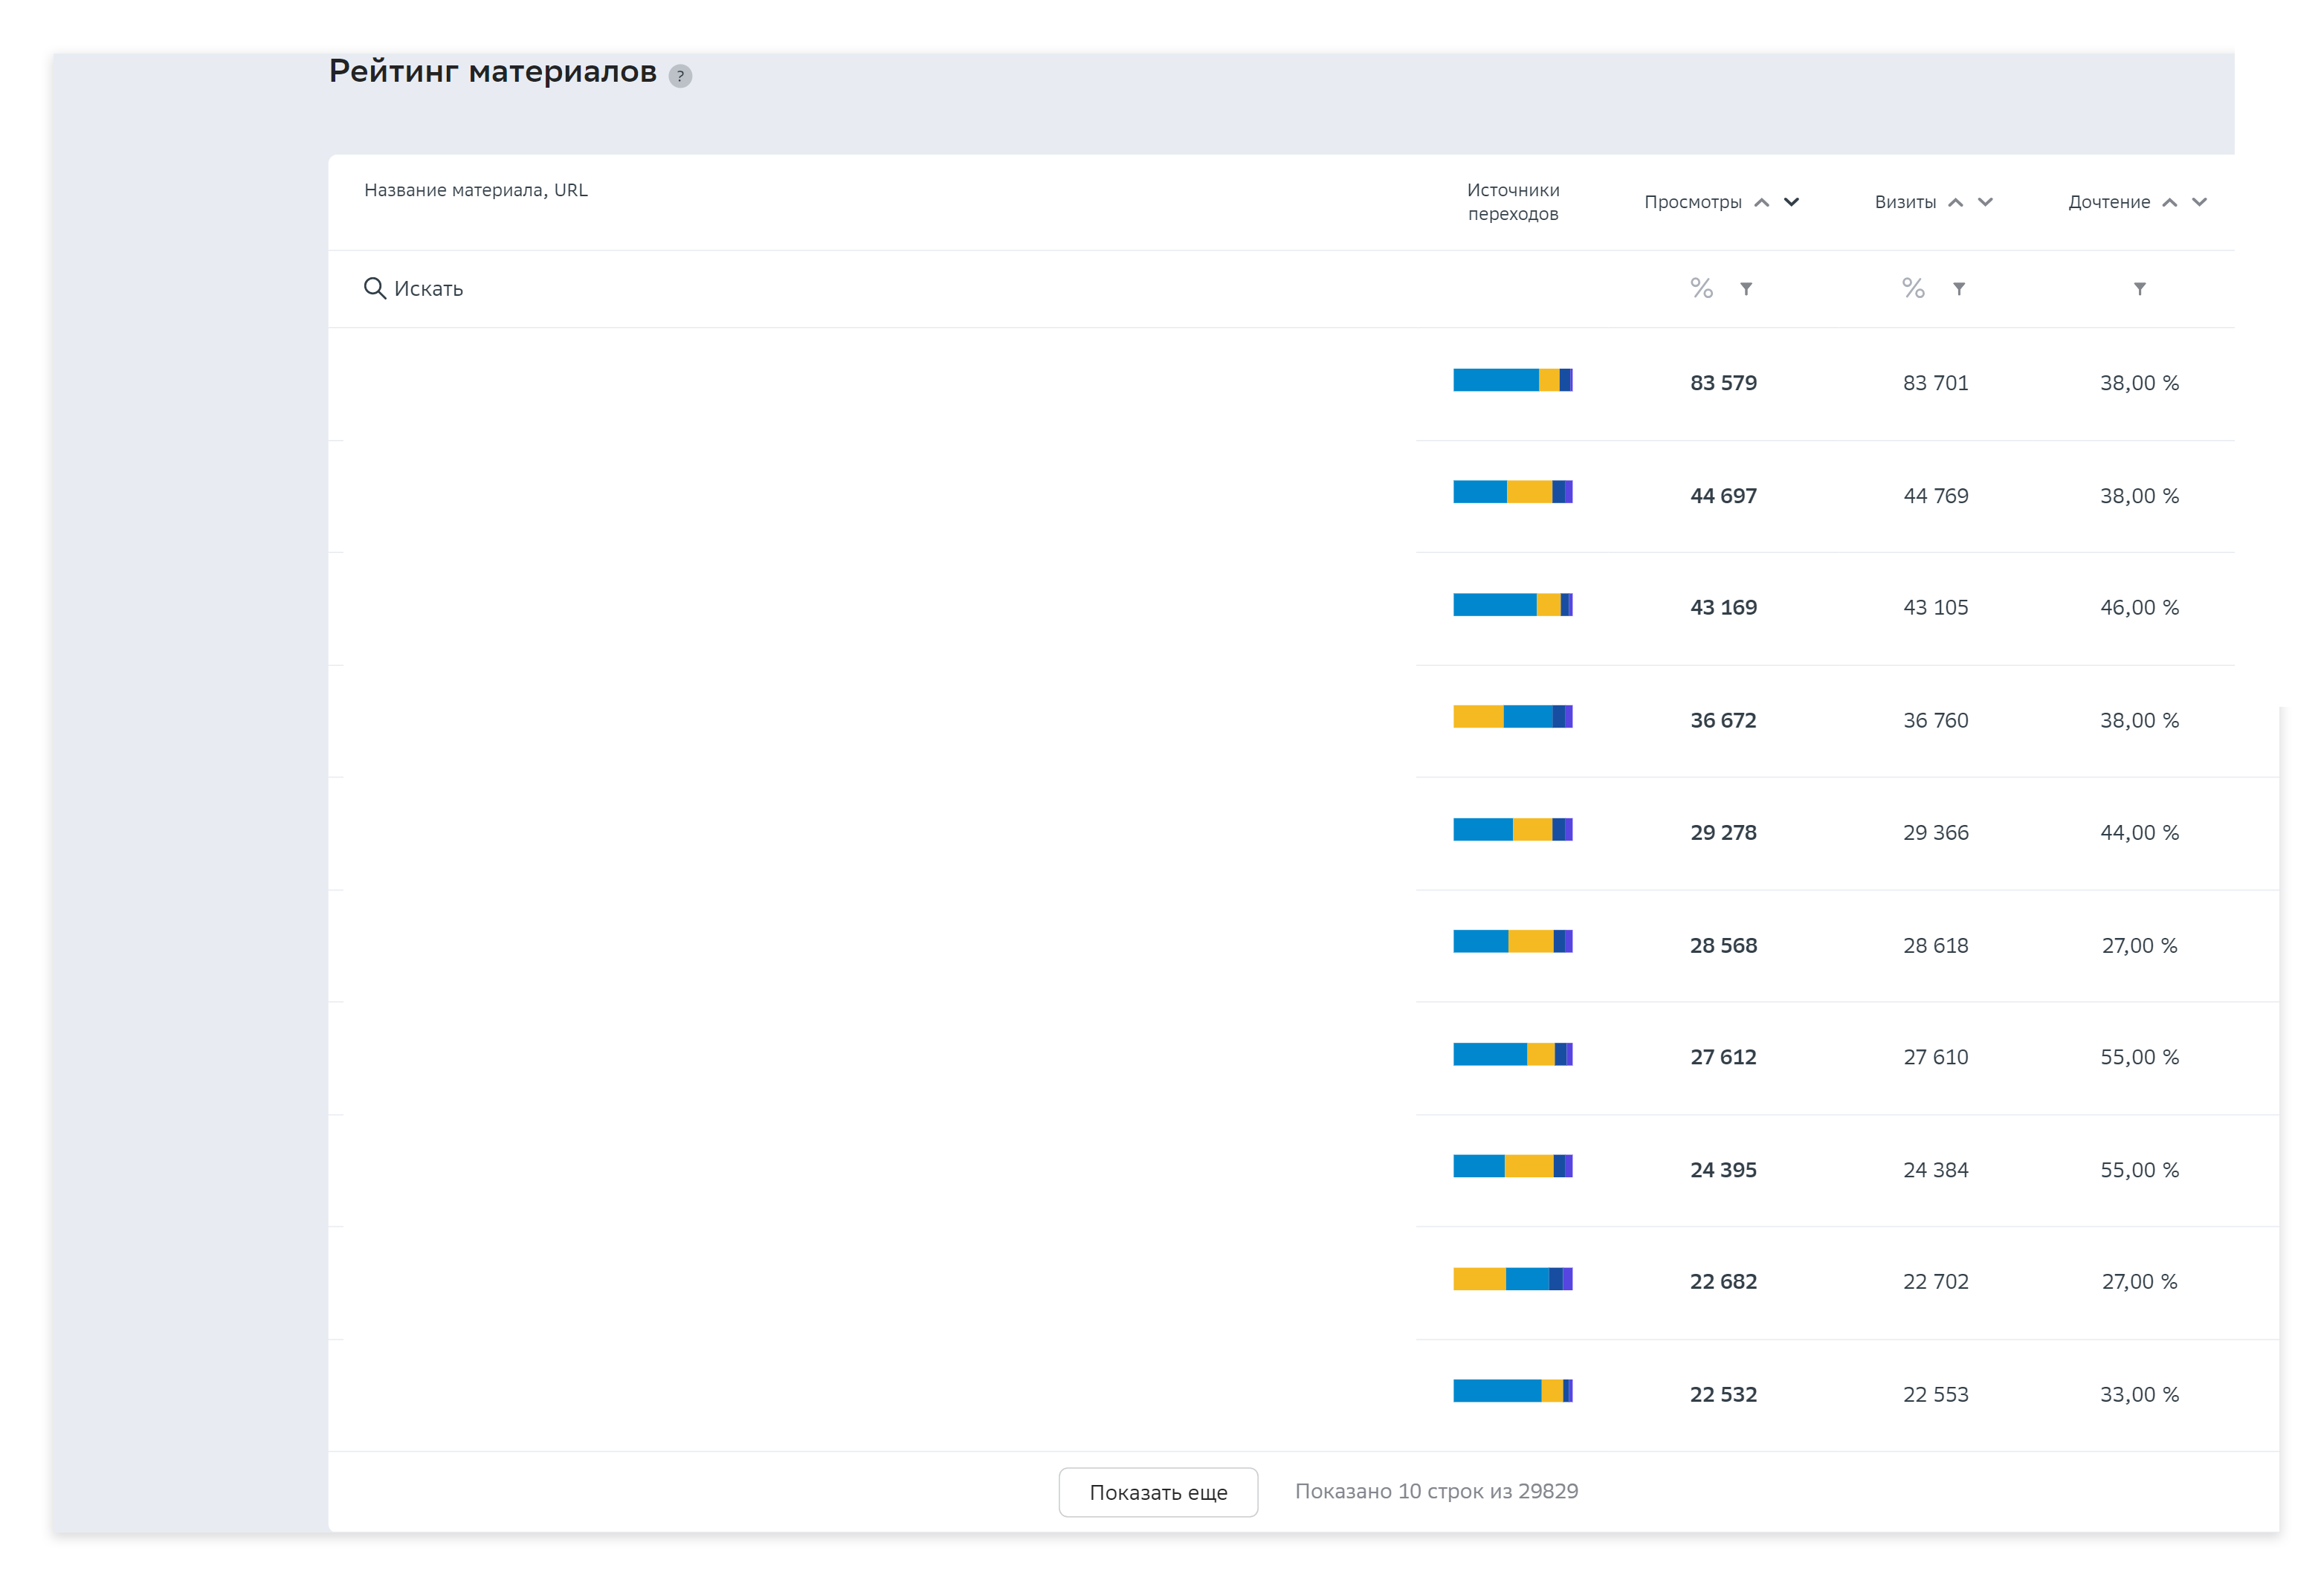 Рейтинг материалов ?
Название материала, URL
Источники
переходов
Просмотры
Визиты
Дочтение
Искать
% %
83 579 83 701 38,00 %
44 697 44 769 38,00 %
43 169 43 105 46,00 %
36 672 36 760 38,00 %
29 278 29 366 44,00 %
28 568 28 618 27,00 %
27 612 27 610 55,00 %
24 395 24 384 55,00 %
22 682 22 702 27,00 %
22 532 22 553 33,00 %
Показать еще Показано 10 строк из 29829